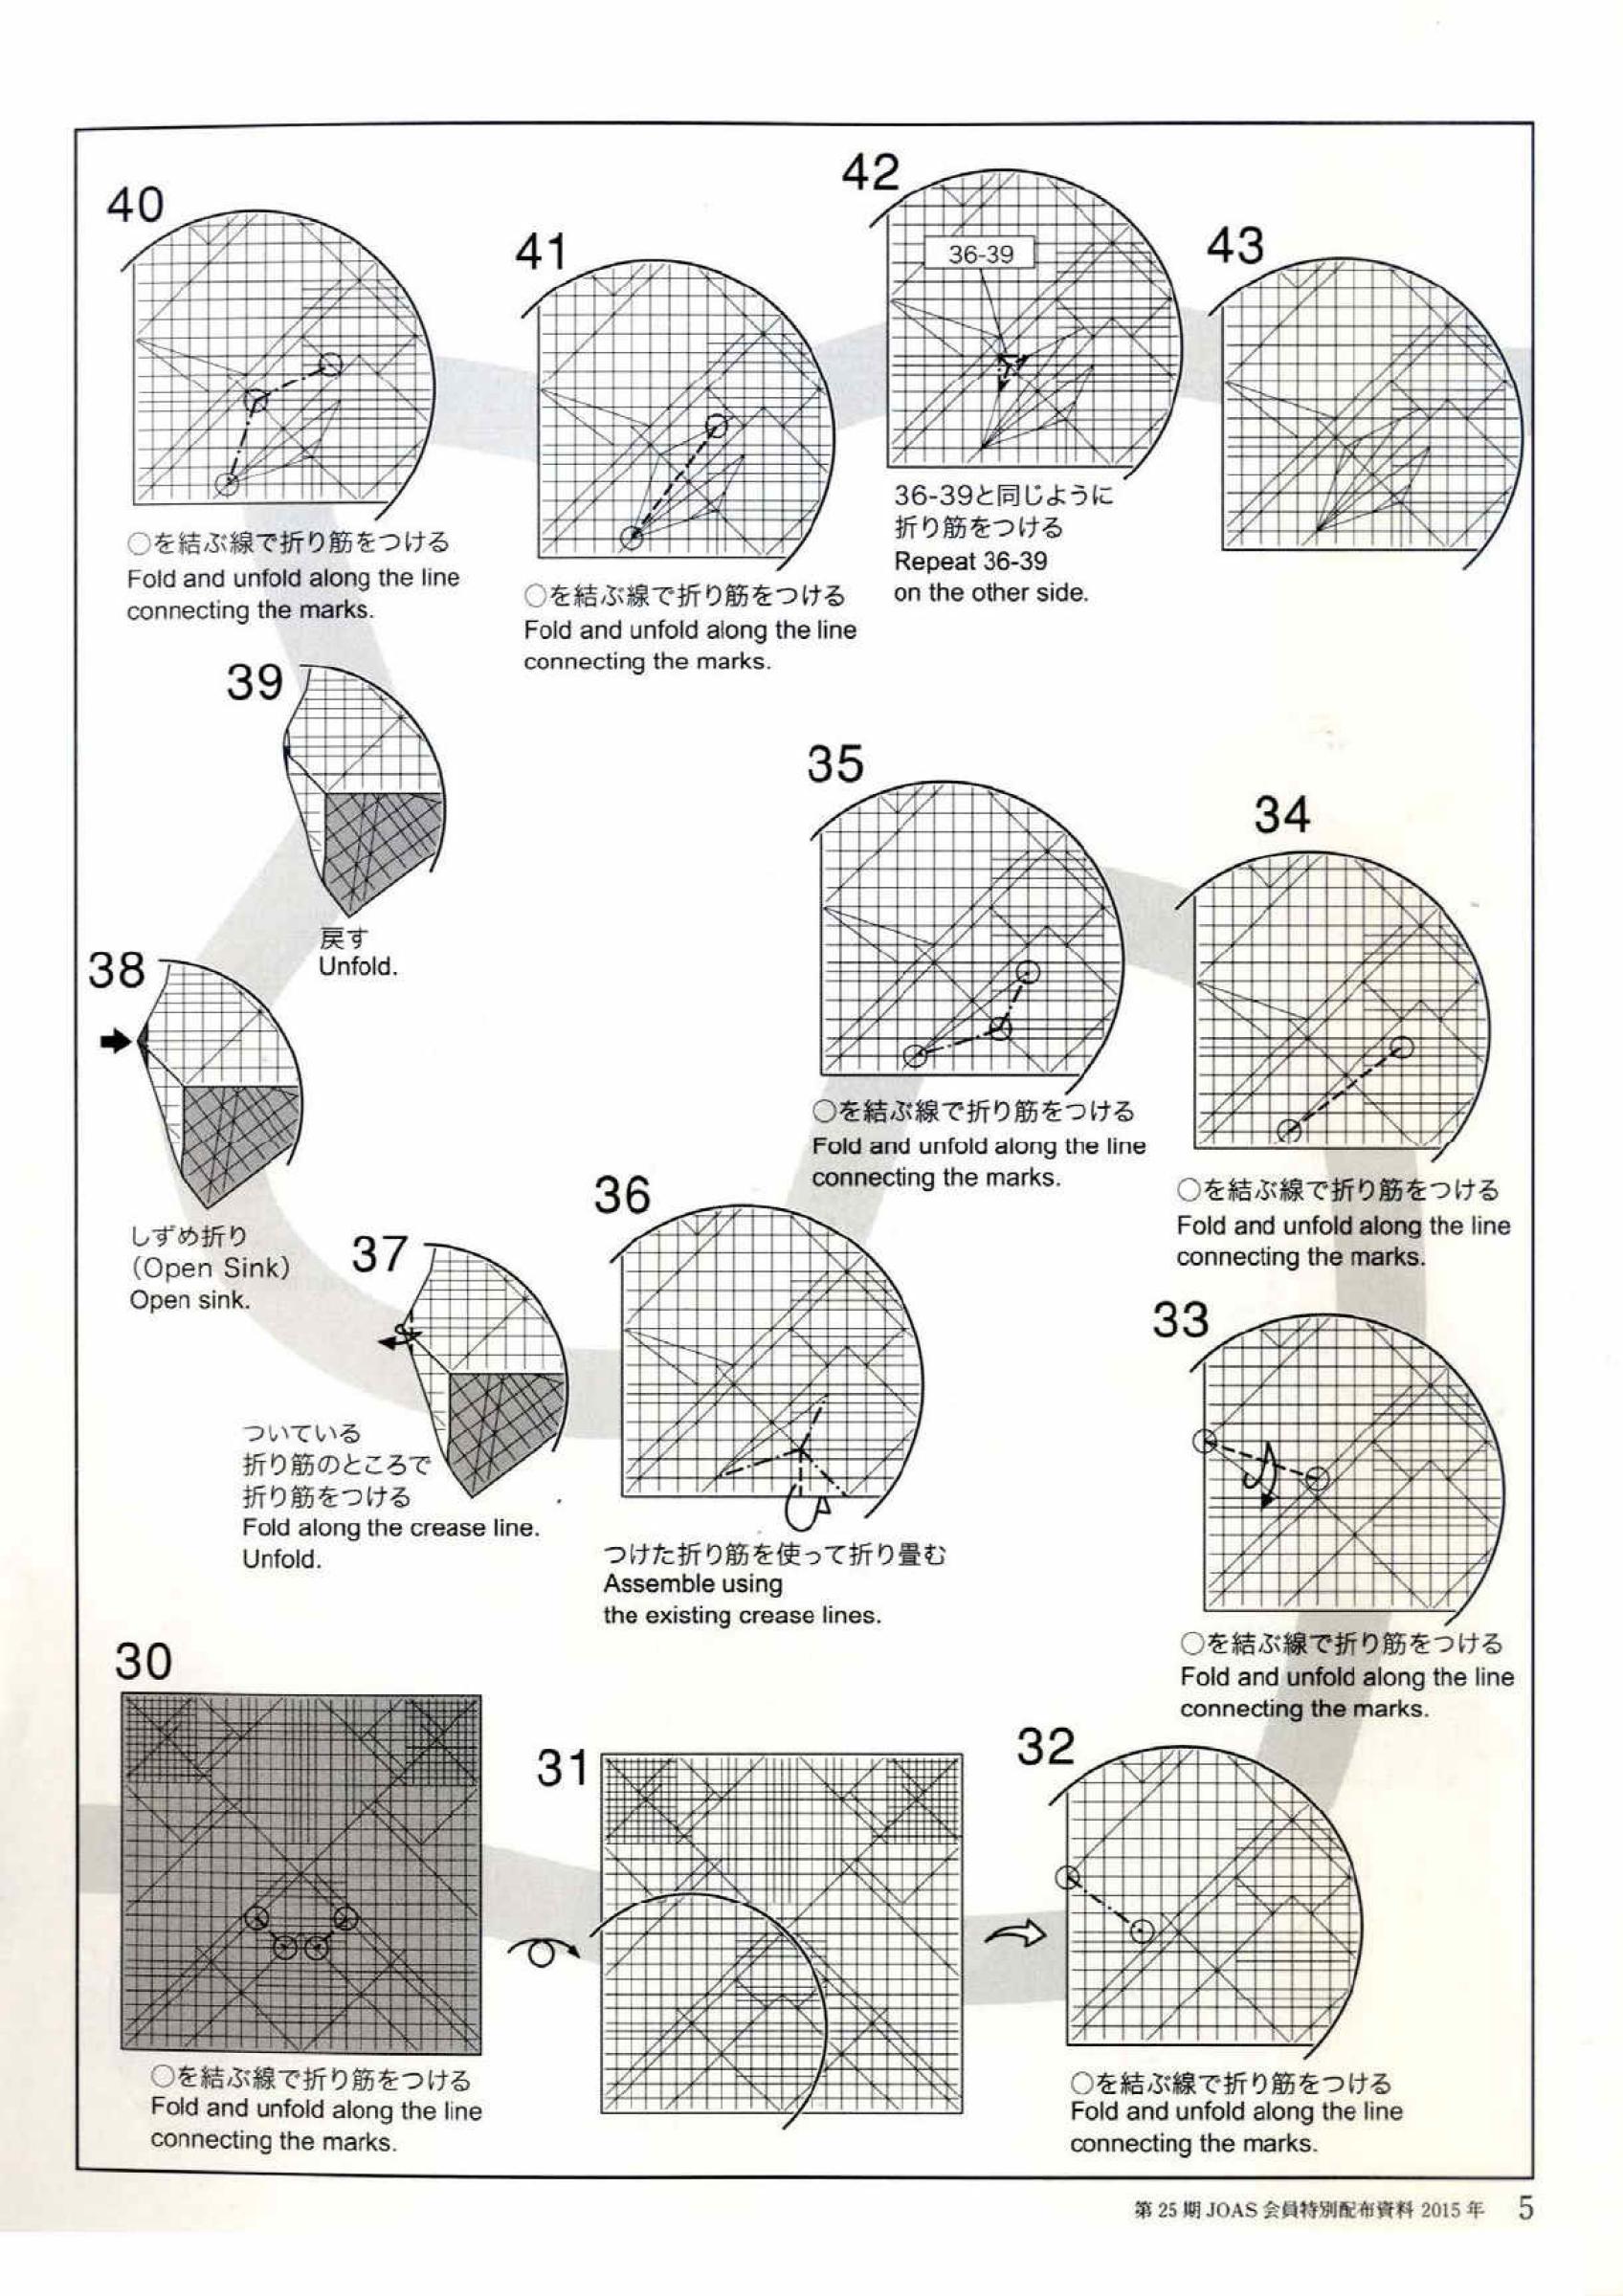 40
○を結ぶ線で折り筋をつける
Fold and unfold along the line
connecting the marks.
41
○を結ぶ線で折り筋をつける
Fold and unfold along the line
connecting the marks.
42
36-39
36-39と同じように
折り筋をつける
Repeat 36-39
on the other side.
43
39
戻す
Unfold.
38
しずめ折り
(Open Sink)
Open sink.
37
ついている
折り筋のところで
折り筋をつける
Fold along the crease line.
Unfold.
36
つけた折り筋を使って折り畳む
Assemble using
the existing crease lines.
35
○を結ぶ線で折り筋をつける
Fold and unfold along the line
connecting the marks.
34
○を結ぶ線で折り筋をつける
Fold and unfold along the line
connecting the marks.
33
○を結ぶ線で折り筋をつける
Fold and unfold along the line
connecting the marks.
30
○を結ぶ線で折り筋をつける
Fold and unfold along the line
connecting the marks.
31
32
○を結ぶ線で折り筋をつける
Fold and unfold along the line
connecting the marks.
第 25 期 JOAS 会員特別配布資料 2015 年 5